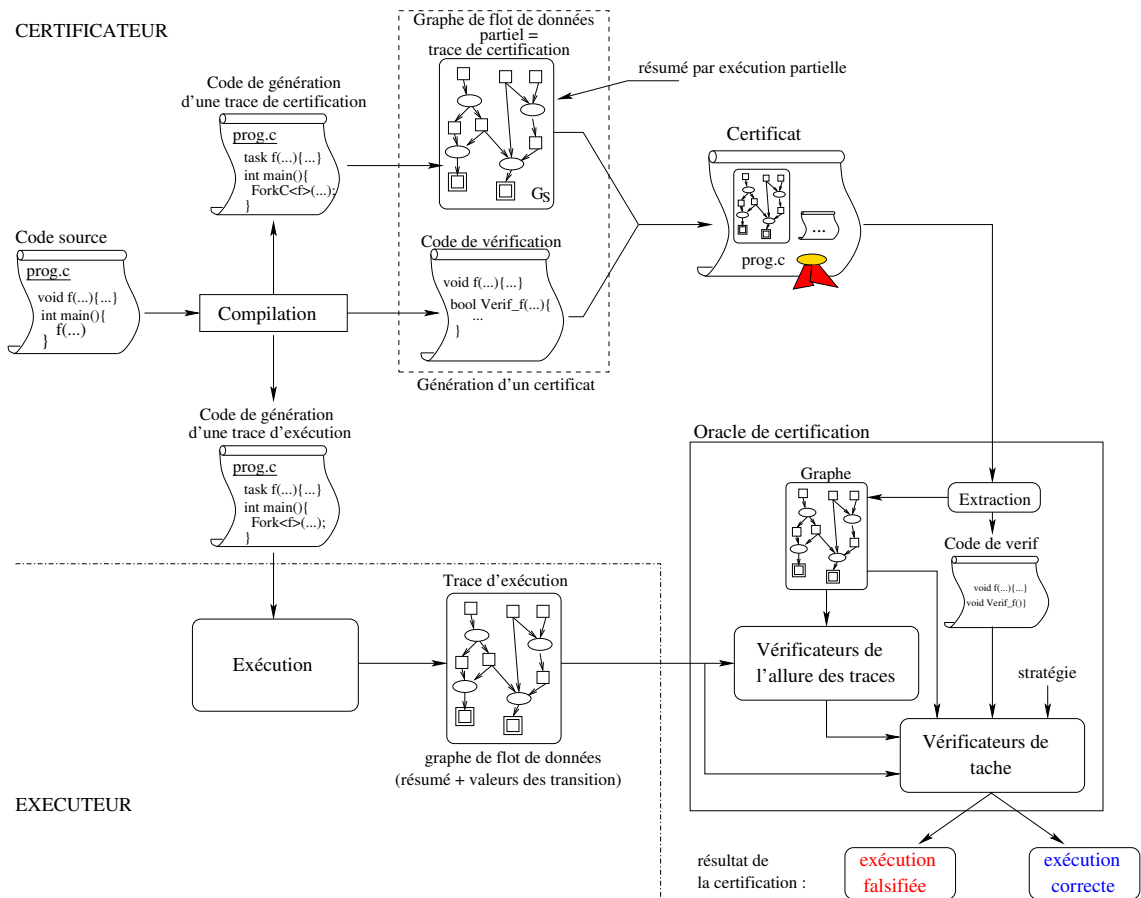 CERTIFICATEUR
Graphe de flot de données
partiel =
trace de certification
résumé par exécution partielle
Code de génération
d'une trace de certification
prog.c
task f(...){...}
int main(){
ForkC<f>(...);
}
GS
Certificat
...
prog.c
Code source
prog.c
void f(...){...}
int main(){
f(...)
}
Compilation
Code de vérification
void f(...){...}
bool Verif_f(...){
...
}
Génération d'un certificat
Code de génération
d'une trace d'exécution
prog.c
task f(...){...}
int main(){
Fork<f>(...);
}
Oracle de certification
Graphe
Extraction
Code de verif
void f(...){...}
void Verif_f(){
Trace d'exécution
Exécution
Vérificateurs de
l'allure des traces
stratégie
Vérificateurs de
tache
graphe de flot de données
(résumé + valeurs des transition)
EXECUTEUR
résultat de
la certification :
exécution
falsifiée
exécution
correcte